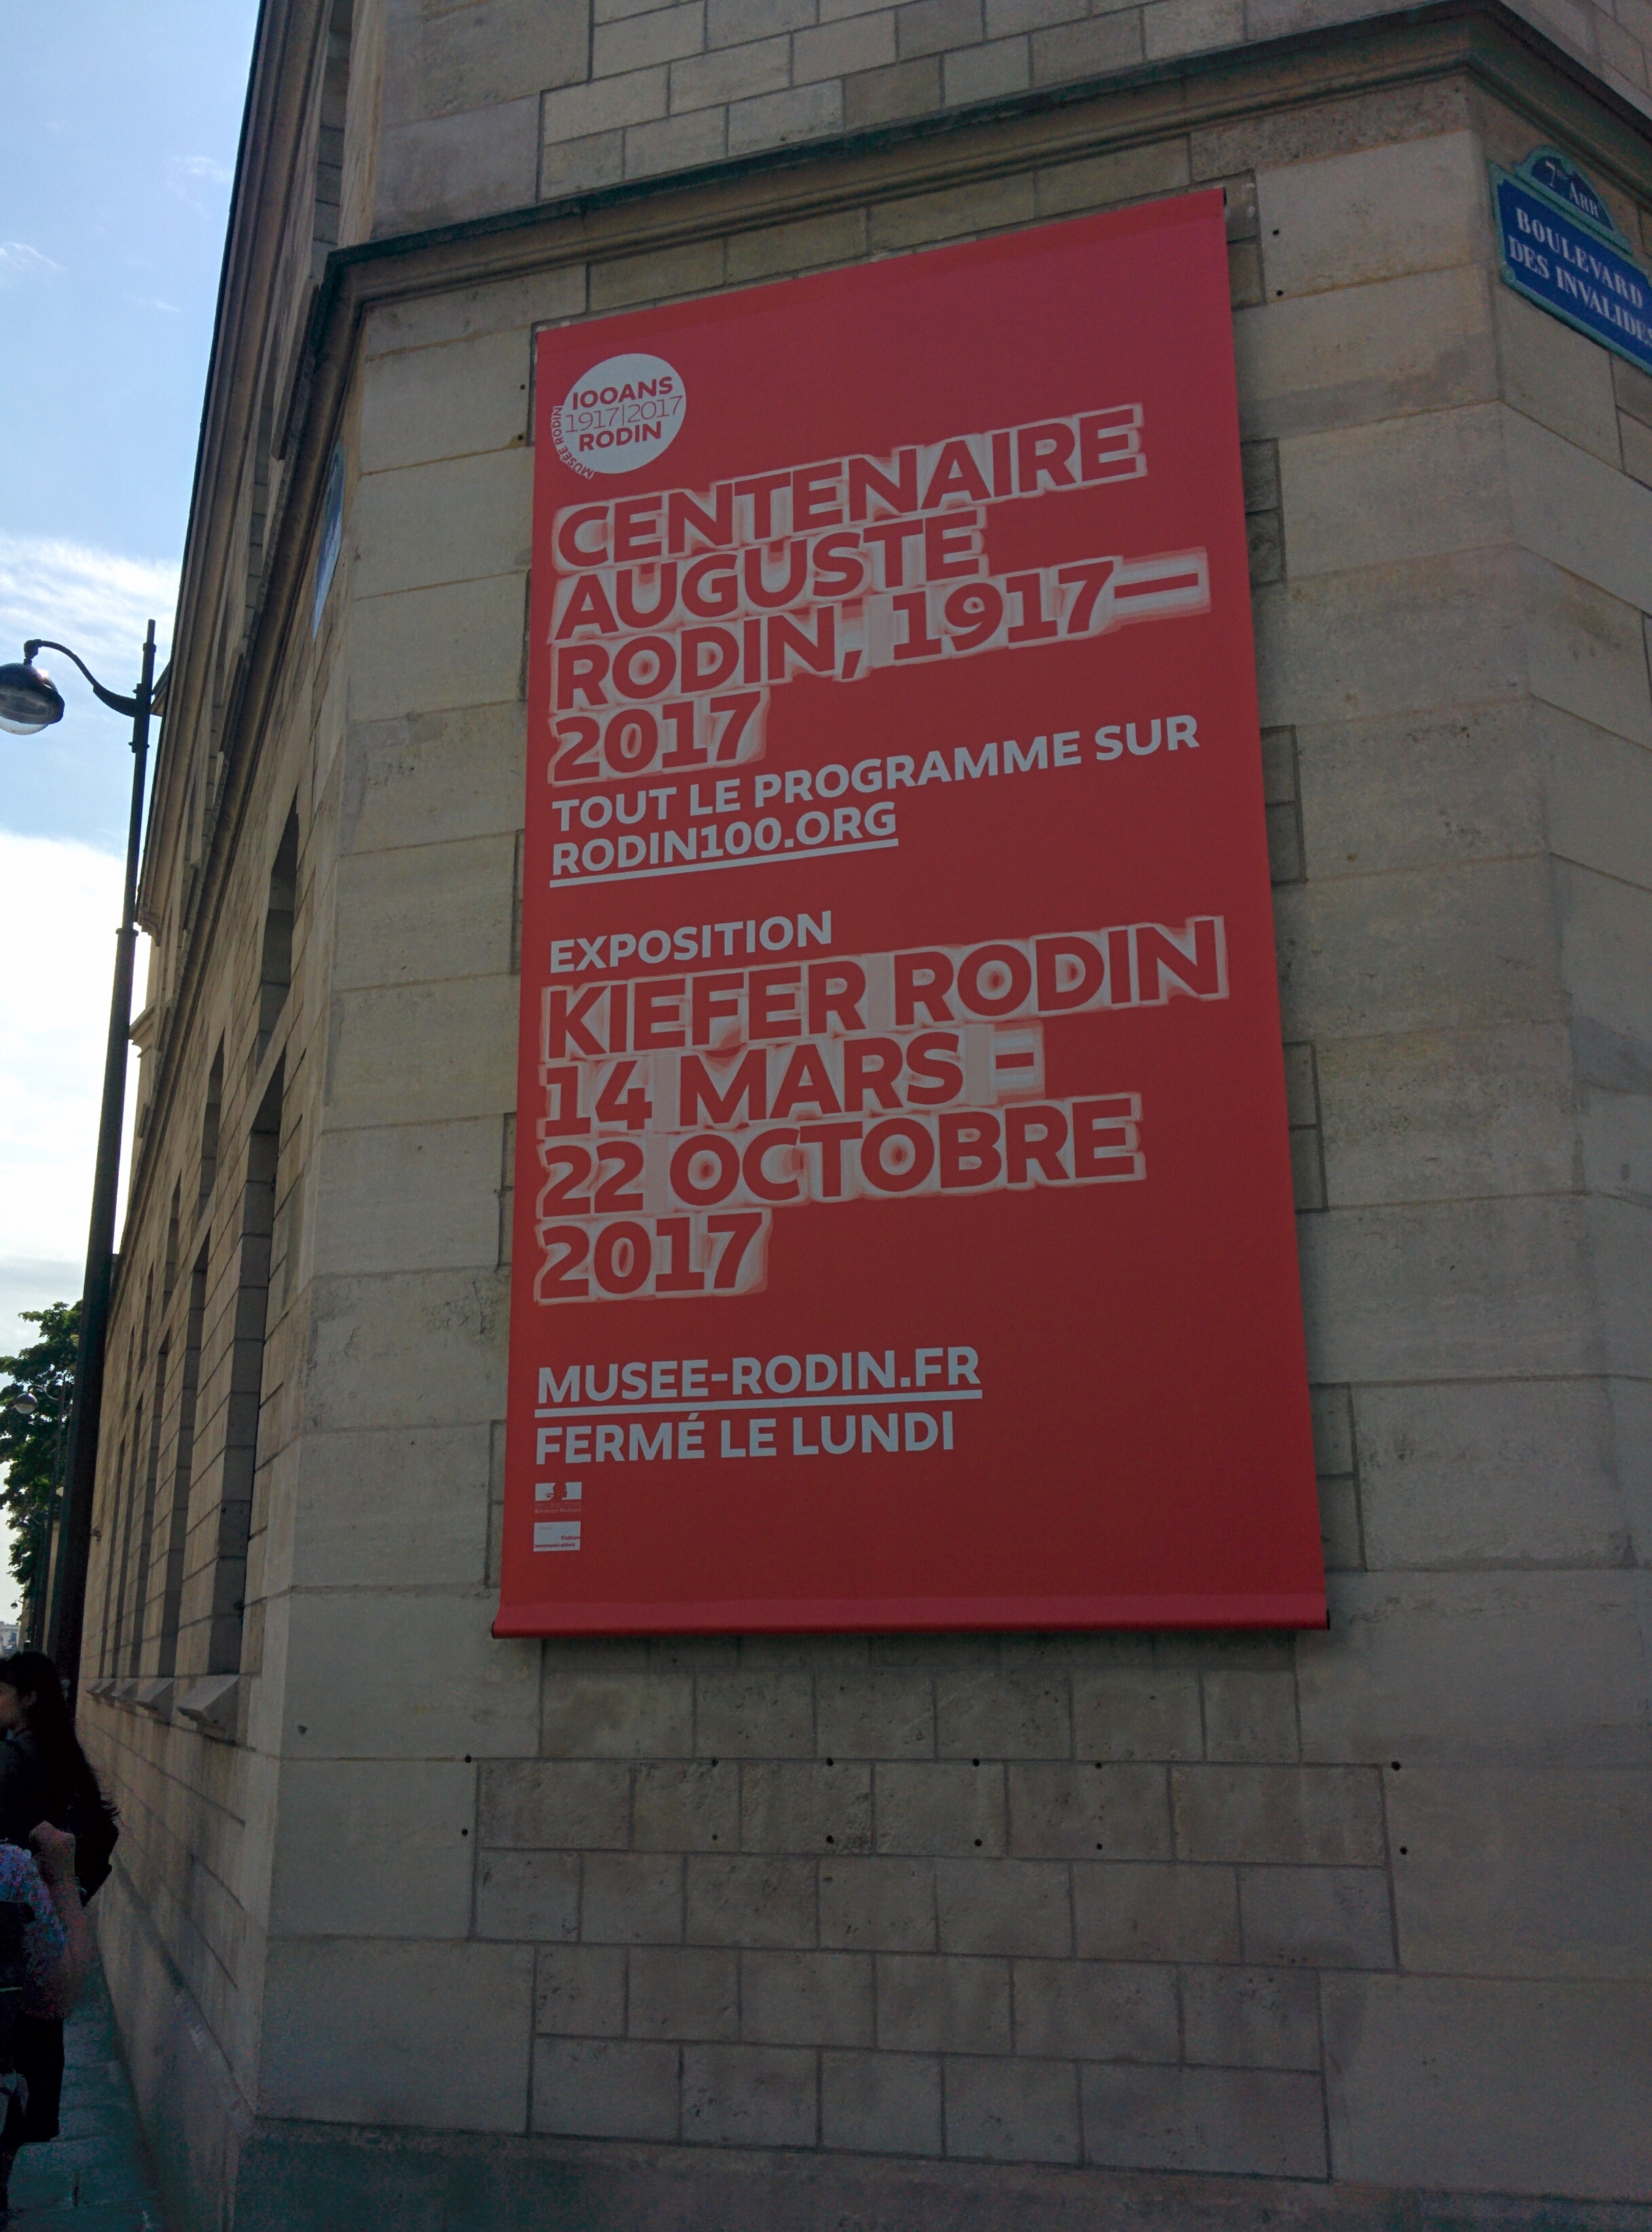 100ANS
1917|2017
RODIN
MUSÉE RODIN
CENTENAIRE
AUGUSTE
RODIN, 1917—
2017
TOUT LE PROGRAMME SUR
RODIN100.ORG
EXPOSITION
KIEFER RODIN
14 MARS -
22 OCTOBRE
2017
MUSEE-RODIN.FR
FERMÉ LE LUNDI
7e ARR
BOULEVARD
DES INVALIDES